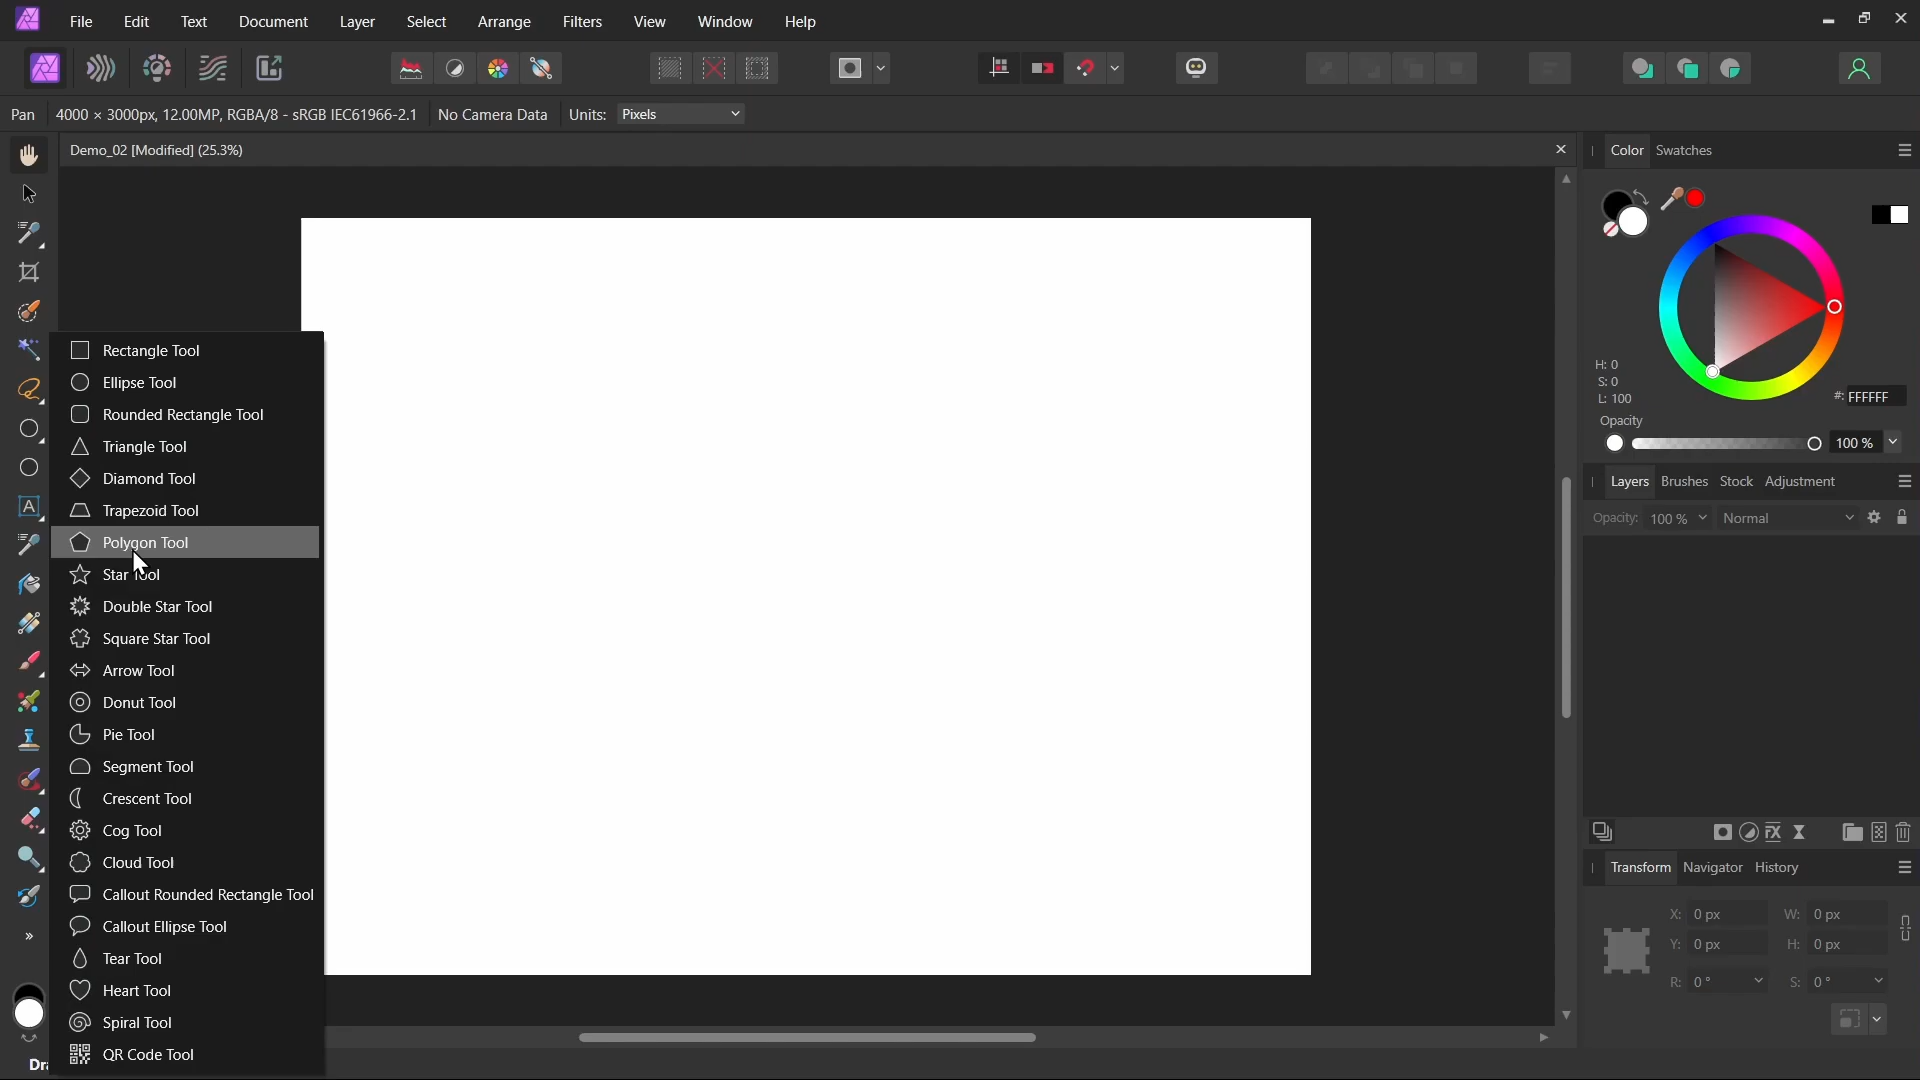 File Edit Text Document Layer Select Arrange Filters View Window Help
Pan 4000 × 3000px, 12.00MP, RGBA/8 - sRGB IEC61966-2.1 No Camera Data Units: Pixels
Demo_02 [Modified] (25.3%)
Color Swatches
H: 0
S: 0
L: 100
#: FFFFFF
Opacity
100 %
Layers Brushes Stock Adjustment
Opacity: 100 % Normal
Rectangle Tool
Ellipse Tool
Rounded Rectangle Tool
Triangle Tool
Diamond Tool
Trapezoid Tool
Polygon Tool
Star Tool
Double Star Tool
Square Star Tool
Arrow Tool
Donut Tool
Pie Tool
Segment Tool
Crescent Tool
Cog Tool
Cloud Tool
Callout Rounded Rectangle Tool
Callout Ellipse Tool
Tear Tool
Heart Tool
Spiral Tool
QR Code Tool
Transform Navigator History
X: 0 px W: 0 px
Y: 0 px H: 0 px
R: 0 ° S: 0 °